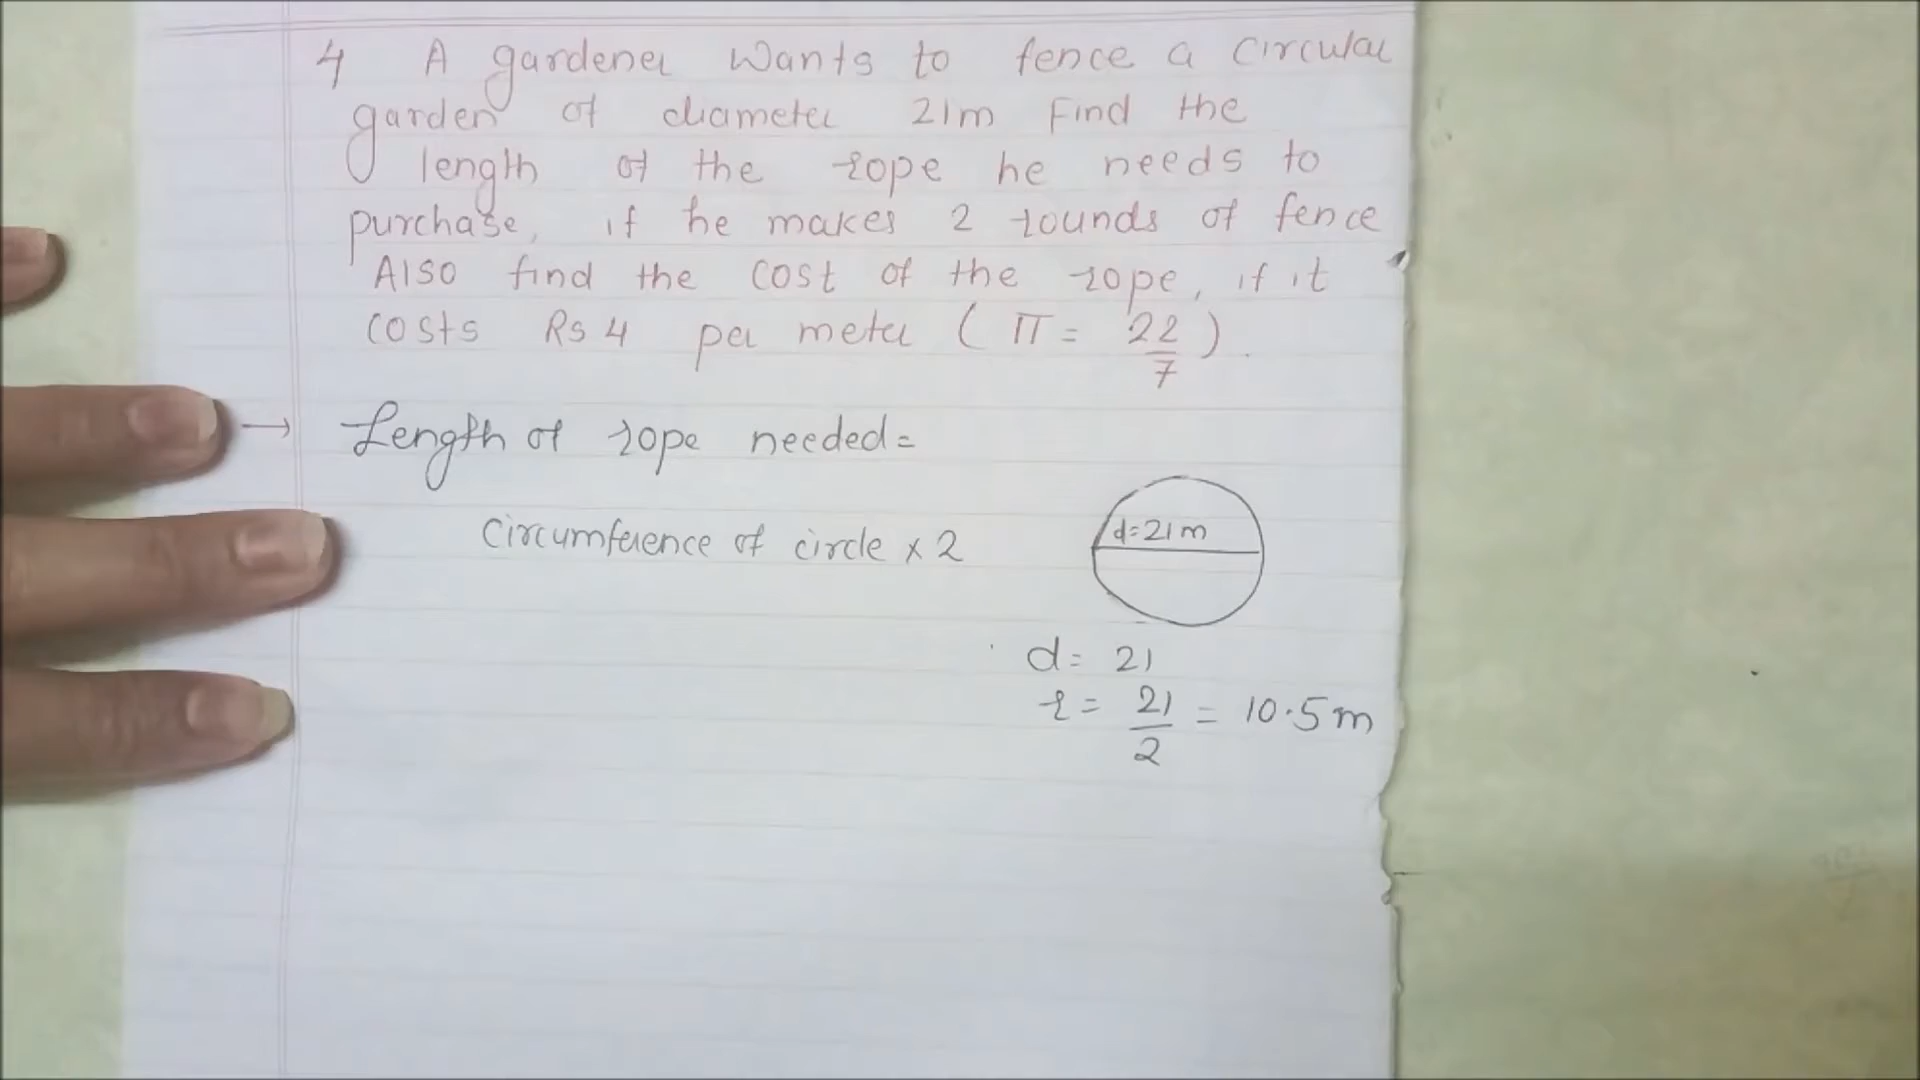 4 A gardener wants to fence a circular
garden of diameter 21m Find the
length of the rope he needs to
purchase, if he makes 2 rounds of fence
Also find the cost of the rope, if it
costs Rs 4 per meter ( π = 22/7 ).
→ Length of rope needed =
circumference of circle × 2
d=21m
d= 21
r= 21/2 = 10.5m